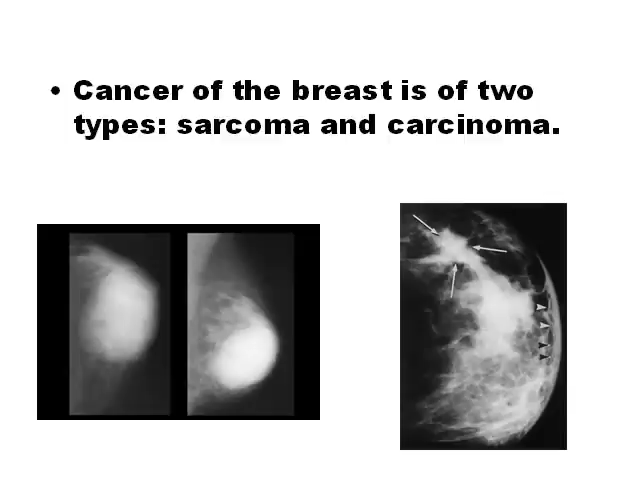 • Cancer of the breast is of two
types: sarcoma and carcinoma.